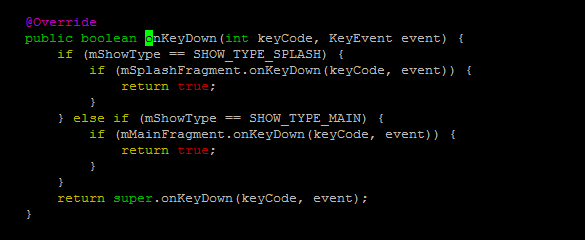 @Override
public boolean onKeyDown(int keyCode, KeyEvent event) {
    if (mShowType == SHOW_TYPE_SPLASH) {
        if (mSplashFragment.onKeyDown(keyCode, event)) {
            return true;
        }
    } else if (mShowType == SHOW_TYPE_MAIN) {
        if (mMainFragment.onKeyDown(keyCode, event)) {
            return true;
        }
    }
    return super.onKeyDown(keyCode, event);
}